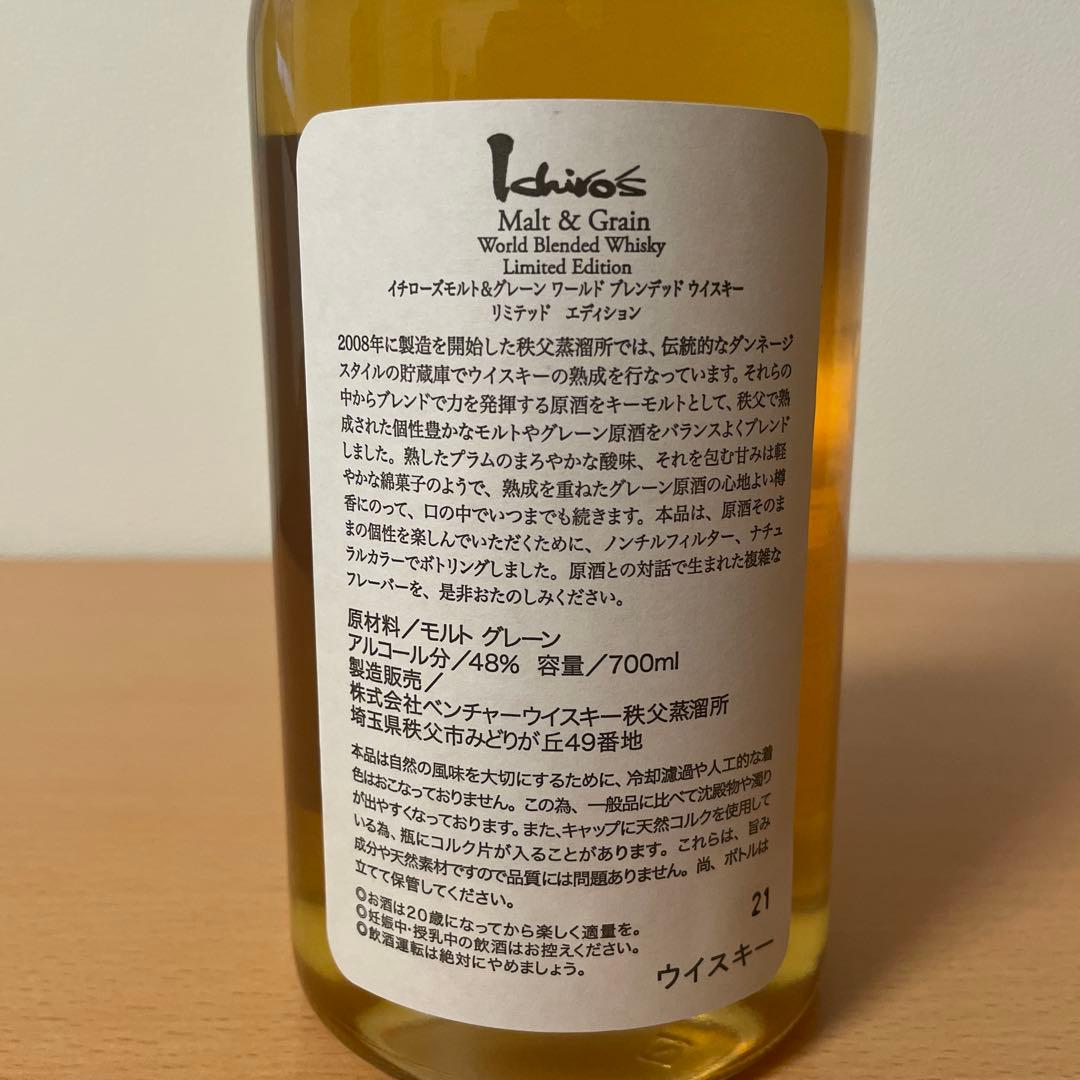 Ichiro's
Malt & Grain
World Blended Whisky
Limited Edition
イチローズモルト&グレーン ワールド ブレンデッド ウイスキー
リミテッド エディション
2008年に製造を開始した秩父蒸溜所では、伝統的なダンネージ
スタイルの貯蔵庫でウイスキーの熟成を行なっています。それらの
中からブレンドで力を発揮する原酒をキーモルトとして、秩父で熟
成された個性豊かなモルトやグレーン原酒をバランスよくブレンド
しました。熟したプラムのまろやかな酸味、それを包む甘みは軽
やかな綿菓子のようで、熟成を重ねたグレーン原酒の心地よい樽
香にのって、口の中でいつまでも続きます。本品は、原酒そのま
まの個性を楽しんでいただくために、ノンチルフィルター、ナチュ
ラルカラーでボトリングしました。原酒との対話で生まれた複雑な
フレーバーを、是非おたのしみください。
原材料/モルト グレーン
アルコール分/48% 容量/700ml
製造販売/
株式会社ベンチャーウイスキー秩父蒸溜所
埼玉県秩父市みどりが丘49番地
本品は自然の風味を大切にするために、冷却濾過や人工的な着
色はおこなっておりません。この為、一般品に比べて沈殿物や濁り
が出やすくなっております。また、キャップに天然コルクを使用して
いる為、瓶にコルク片が入ることがあります。これらは、旨み
成分や天然素材ですので品質には問題ありません。尚、ボトルは
立てて保管してください。
◎お酒は20歳になってから楽しく適量を。
◎妊娠中・授乳中の飲酒はお控えください。
◎飲酒運転は絶対にやめましょう。
21
ウイスキー